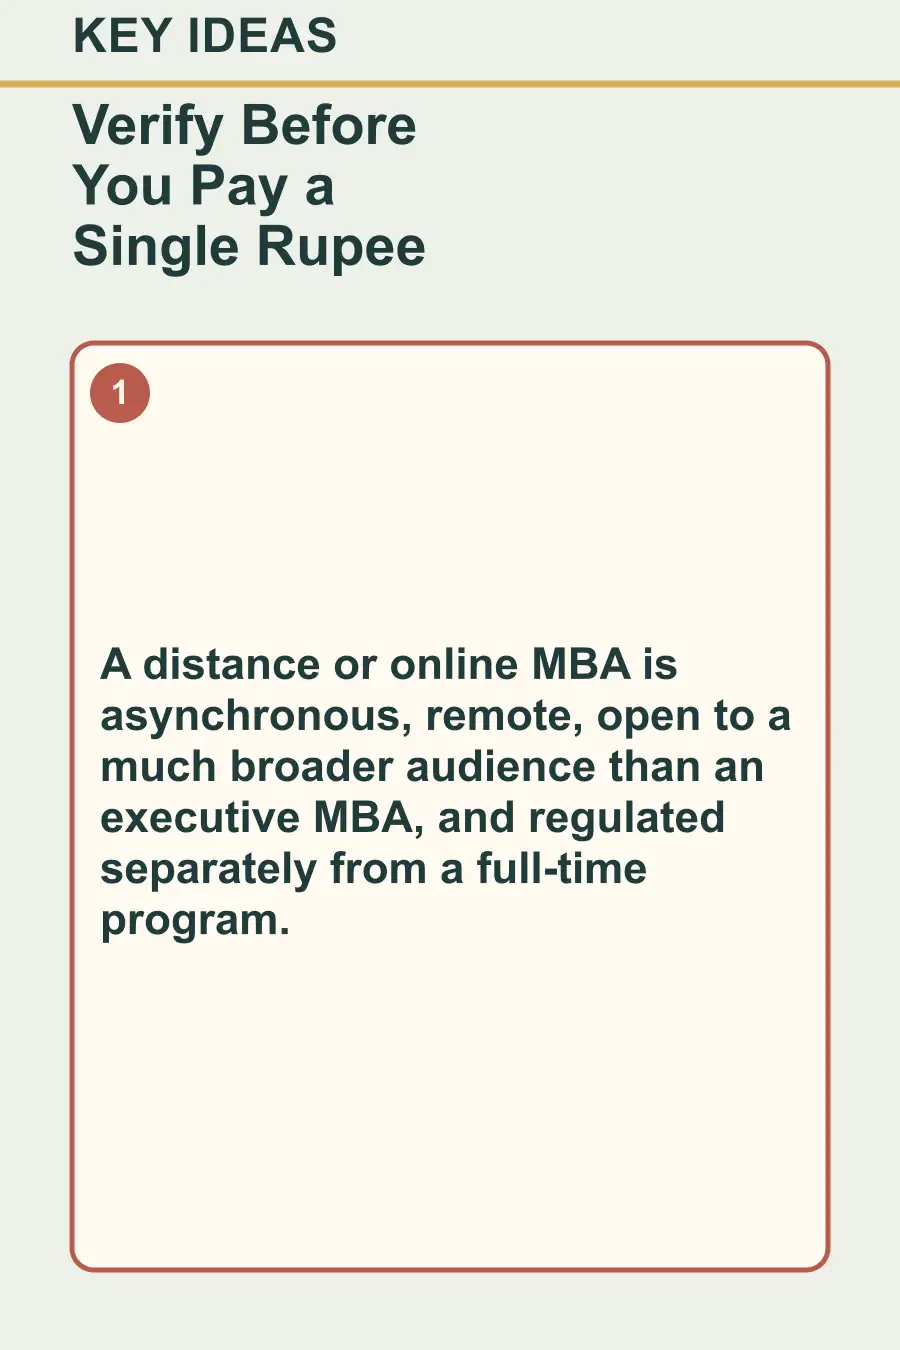 KEY IDEAS
Verify Before
You Pay a
Single Rupee
1
A distance or online MBA is
asynchronous, remote, open to a
much broader audience than an
executive MBA, and regulated
separately from a full-time
program.